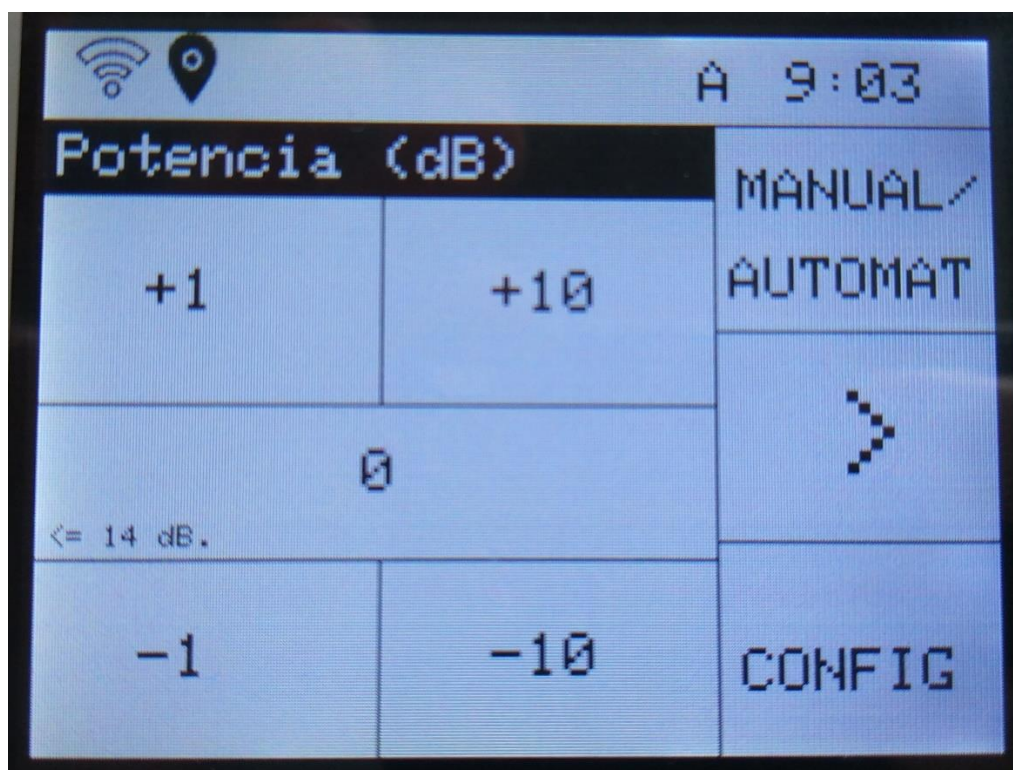 A 9:03
Potencia (dB)
MANUAL/
AUTOMAT
+1 +10
>
0
<= 14 dB.
-1 -10
CONFIG